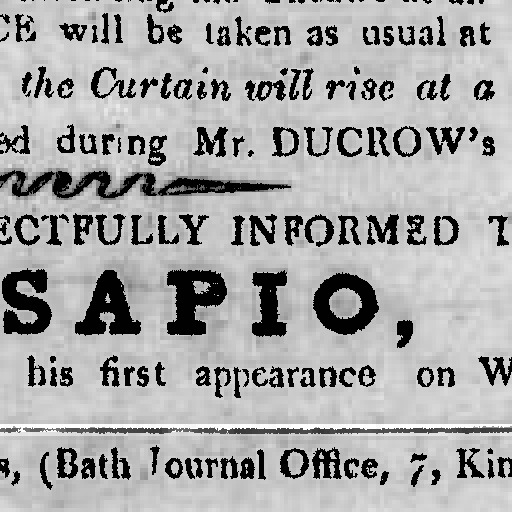 CE will be taken as usual at
the Curtain will rise at a
ed during Mr. DUCROW's
ECTFULLY INFORMED T
SAPIO,
his first appearance on W
s, (Bath Journal Office, 7, Kin